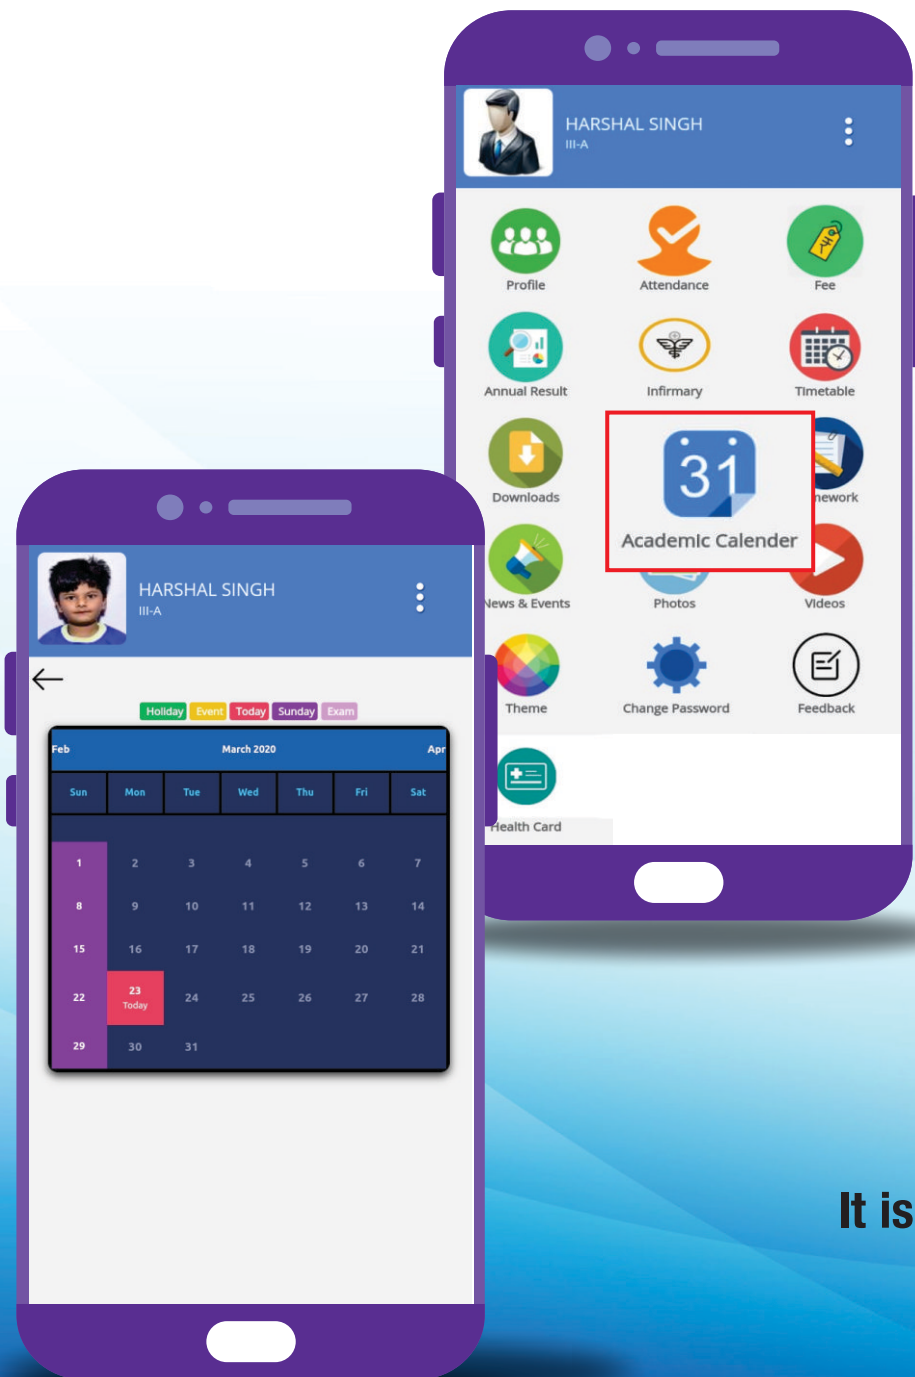 HARSHAL SINGH
III-A
Profile Attendance Fee
Annual Result Infirmary Timetable
31
Downloads mework
Academic Calender
News & Events Photos Videos
Theme Change Password Feedback
Health Card
HARSHAL SINGH
III-A
Holiday Event Today Sunday Exam
Feb March 2020 Apr
Sun Mon Tue Wed Thu Fri Sat
1 2 3 4 5 6 7
8 9 10 11 12 13 14
15 16 17 18 19 20 21
22 23 24 25 26 27 28
Today
29 30 31
It is